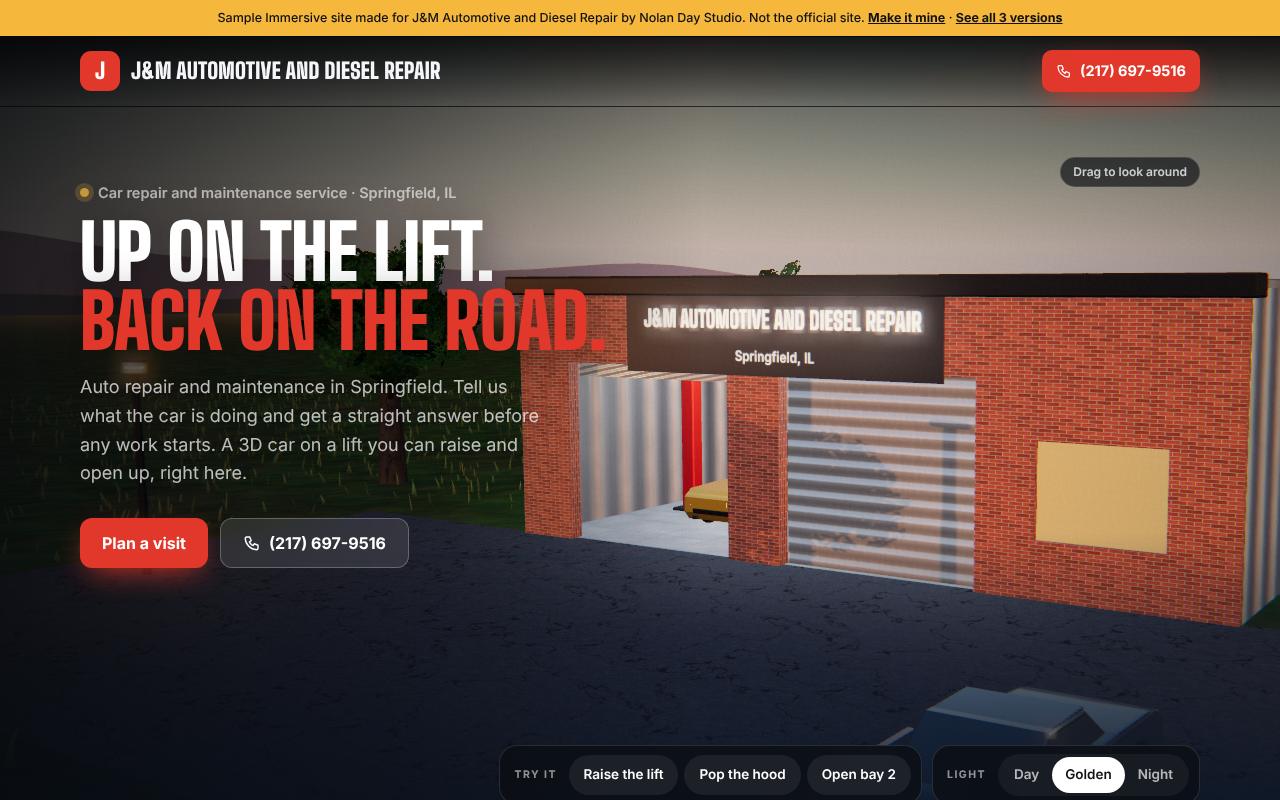 Sample Immersive site made for J&M Automotive and Diesel Repair by Nolan Day Studio. Not the official site. Make it mine · See all 3 versions
J J&M AUTOMOTIVE AND DIESEL REPAIR
(217) 697-9516
Drag to look around
Car repair and maintenance service · Springfield, IL
UP ON THE LIFT.
BACK ON THE ROAD.
J&M AUTOMOTIVE AND DIESEL REPAIR
Springfield, IL
Auto repair and maintenance in Springfield. Tell us
what the car is doing and get a straight answer before
any work starts. A 3D car on a lift you can raise and
open up, right here.
Plan a visit
(217) 697-9516
TRY IT Raise the lift Pop the hood Open bay 2
LIGHT Day Golden Night